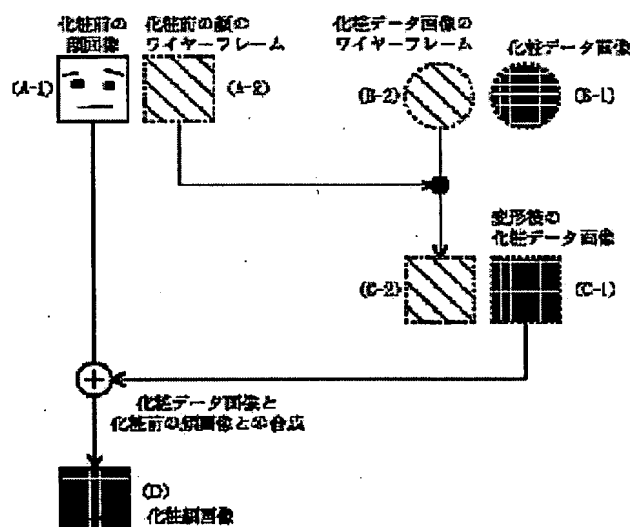 化粧前の
顔画像
化粧前の顔の
ワイヤーフレーム
化粧データ画像の
ワイヤーフレーム
化粧データ画像
(A-1)
(A-2)
(B-2)
(B-1)
変形後の
化粧データ画像
(C-2)
(C-1)
化粧データ画像と
化粧前の顔画像との合成
(D)
化粧顔画像